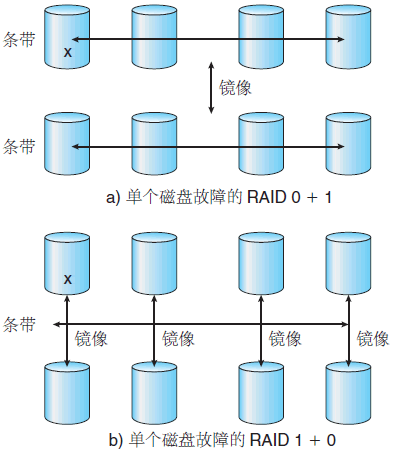 条带
x
镜像
条带
a) 单个磁盘故障的 RAID 0 + 1
x
条带
镜像 镜像 镜像 镜像
b) 单个磁盘故障的 RAID 1 + 0